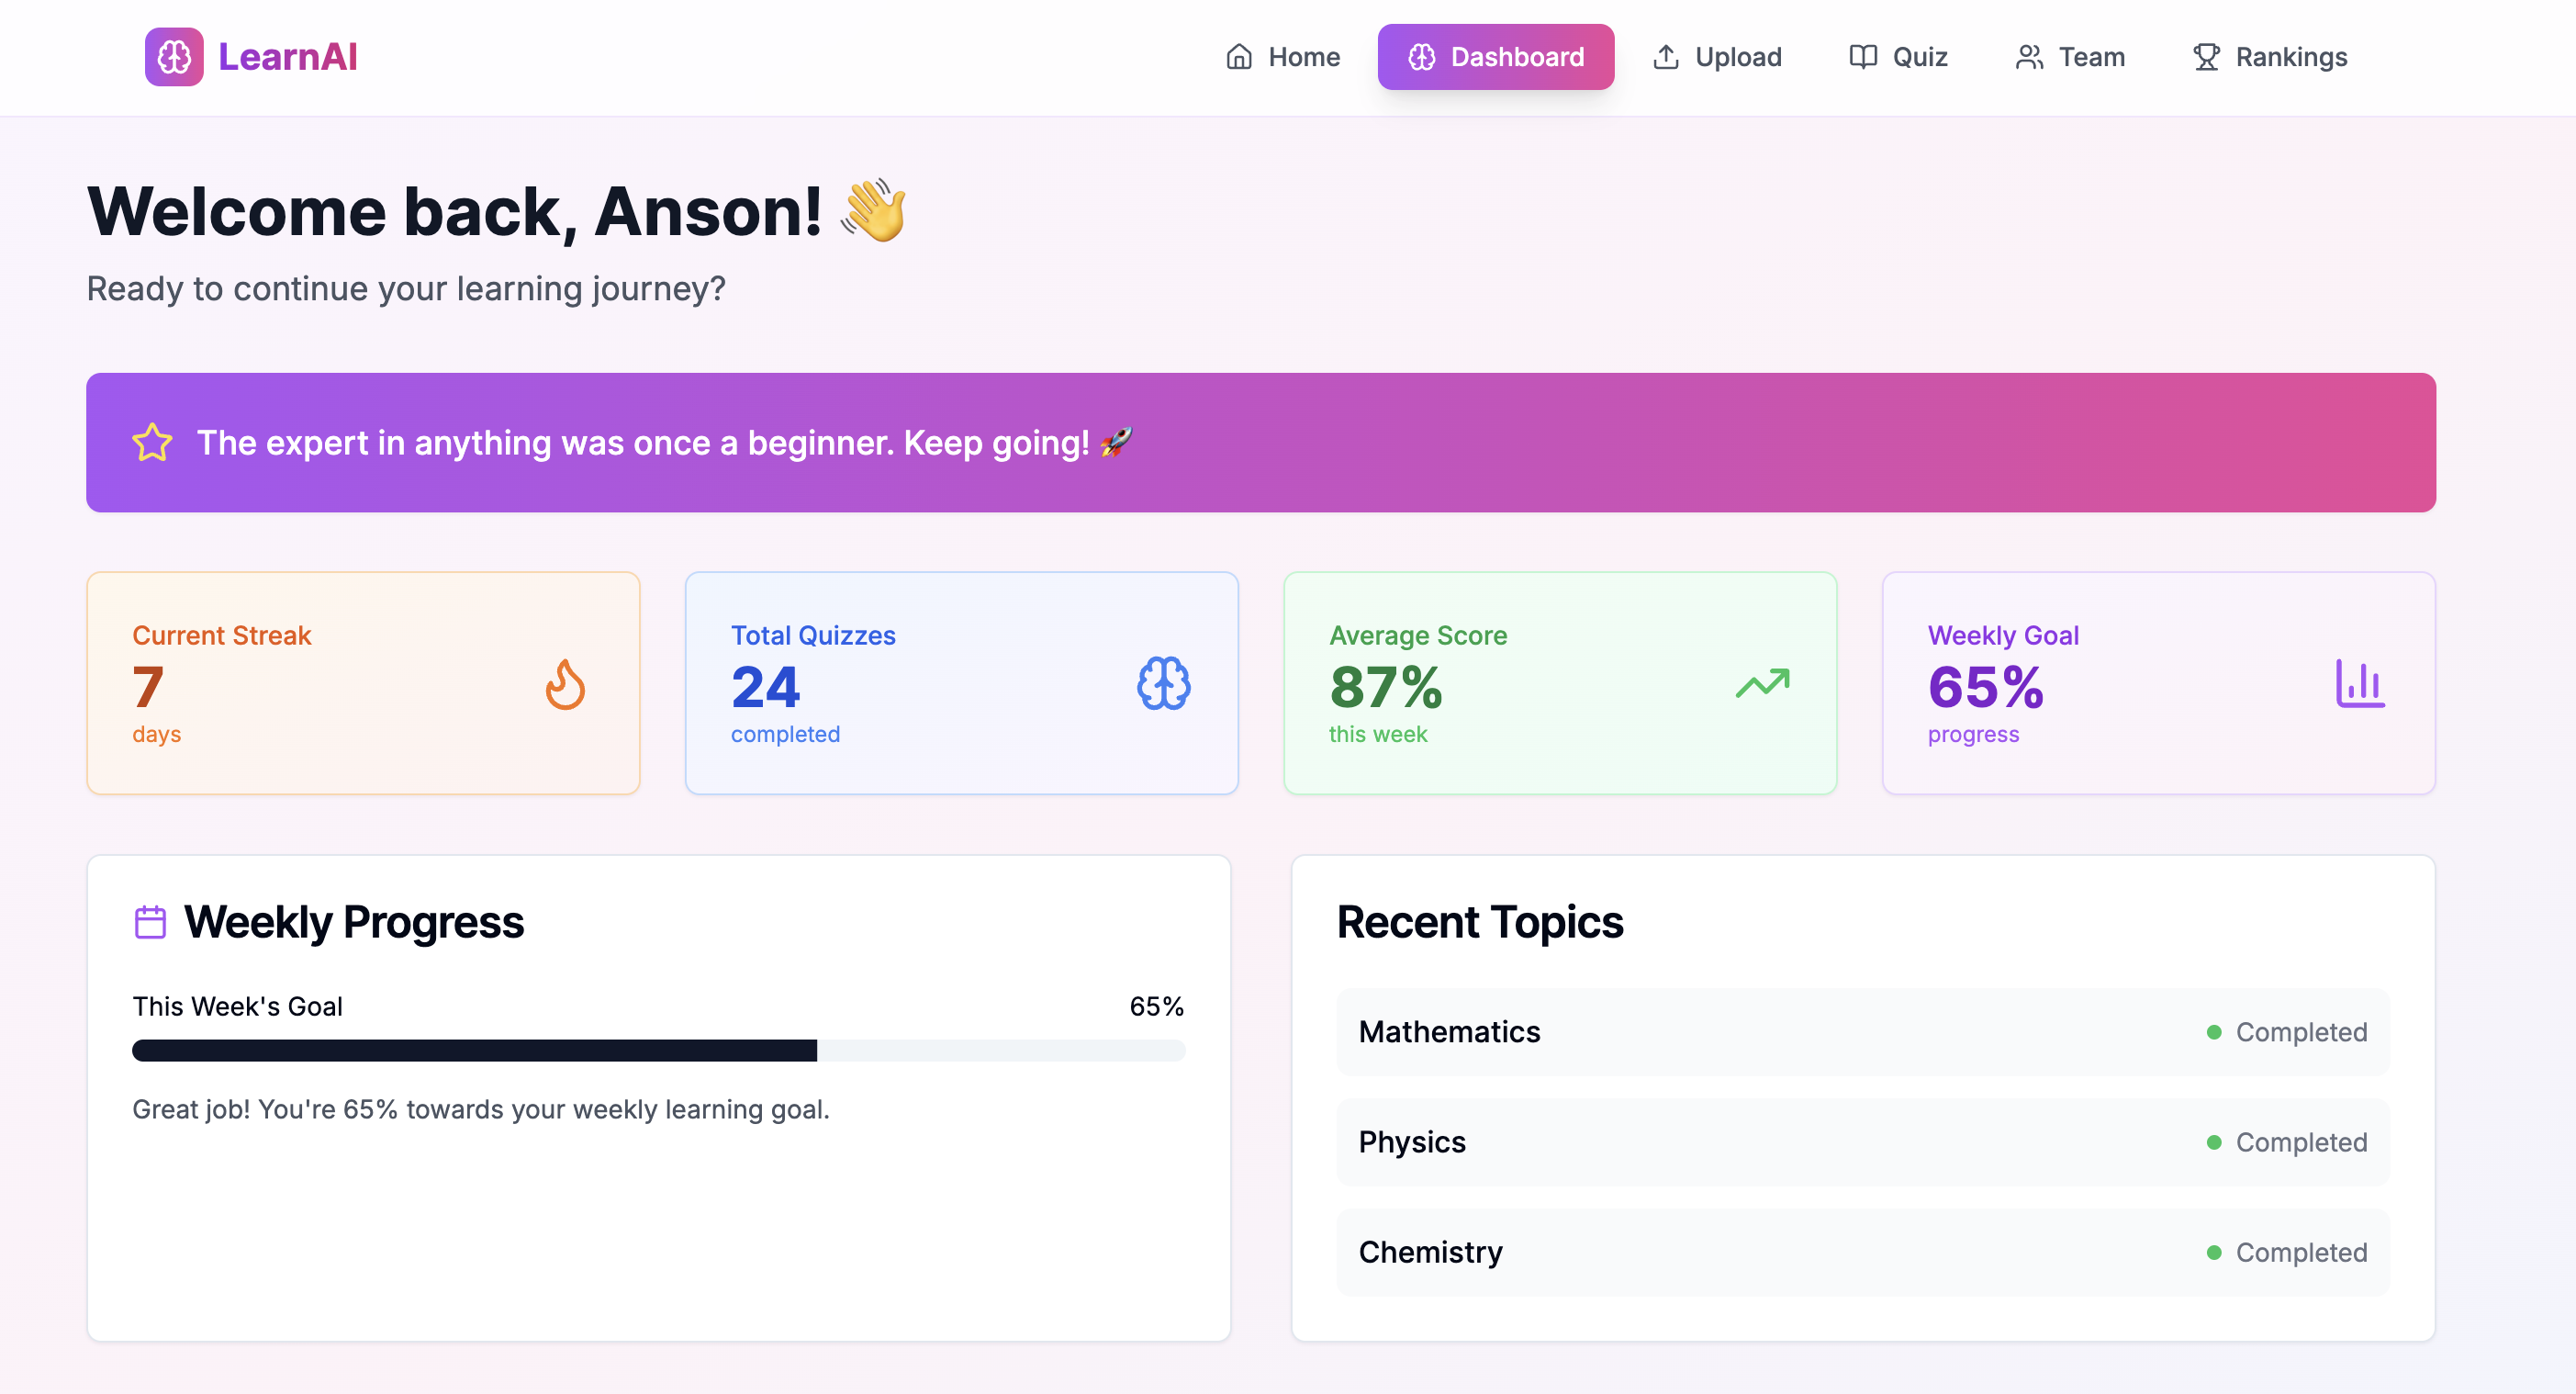 LearnAI
Home
Dashboard
Upload
Quiz
Team
Rankings
Welcome back, Anson! 👋
Ready to continue your learning journey?
The expert in anything was once a beginner. Keep going! 🚀
Current Streak
7
days
Total Quizzes
24
completed
Average Score
87%
this week
Weekly Goal
65%
progress
Weekly Progress
This Week's Goal 65%
Great job! You're 65% towards your weekly learning goal.
Recent Topics
Mathematics Completed
Physics Completed
Chemistry Completed